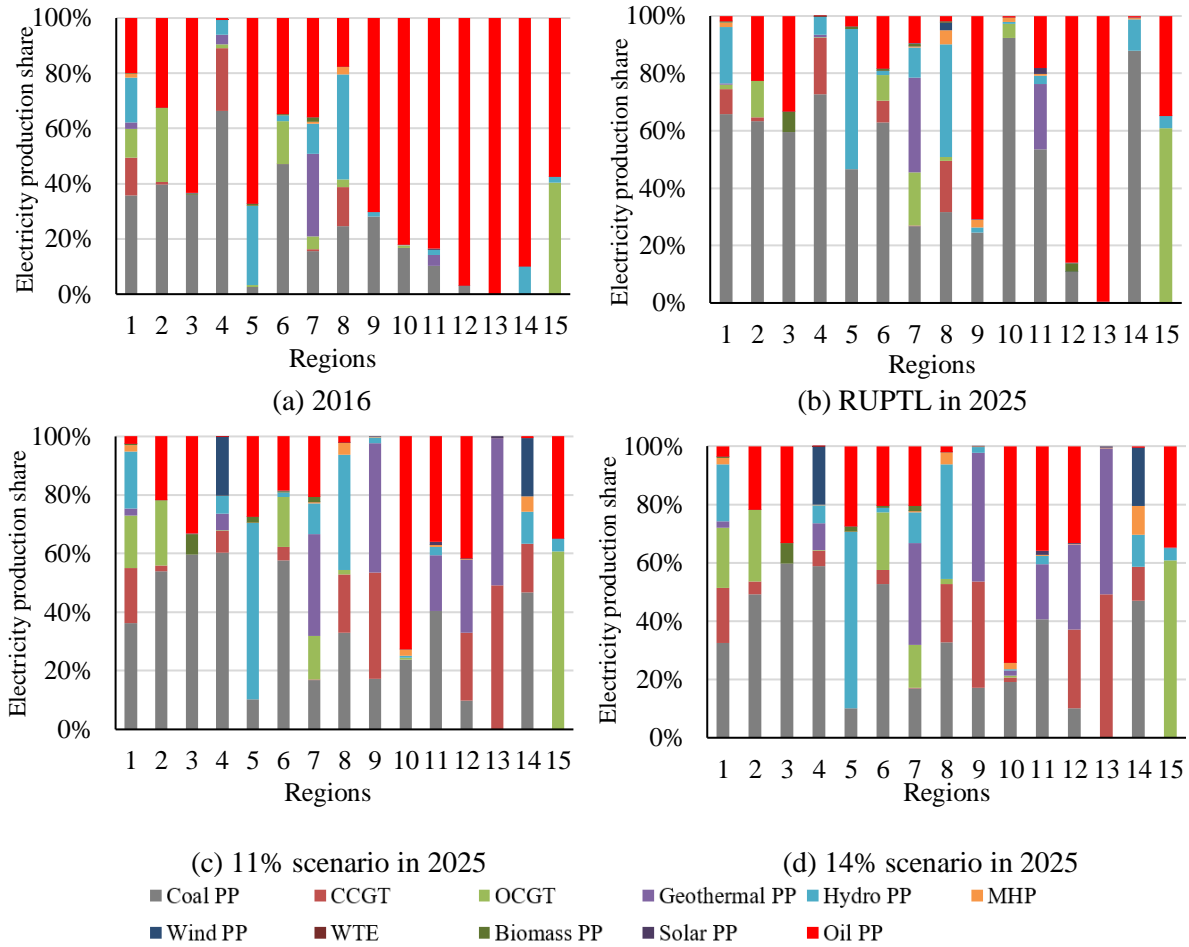 Electricity production share
100%
80%
60%
40%
20%
0%
1 2 3 4 5 6 7 8 9 10 11 12 13 14 15
Regions
(a) 2016
Electricity production share
100%
80%
60%
40%
20%
0%
1 2 3 4 5 6 7 8 9 10 11 12 13 14 15
Regions
(b) RUPTL in 2025
Electricity production share
100%
80%
60%
40%
20%
0%
1 2 3 4 5 6 7 8 9 10 11 12 13 14 15
Regions
(c) 11% scenario in 2025
Electricity production share
100%
80%
60%
40%
20%
0%
1 2 3 4 5 6 7 8 9 10 11 12 13 14 15
Regions
(d) 14% scenario in 2025
Coal PP CCGT OCGT Geothermal PP Hydro PP MHP
Wind PP WTE Biomass PP Solar PP Oil PP